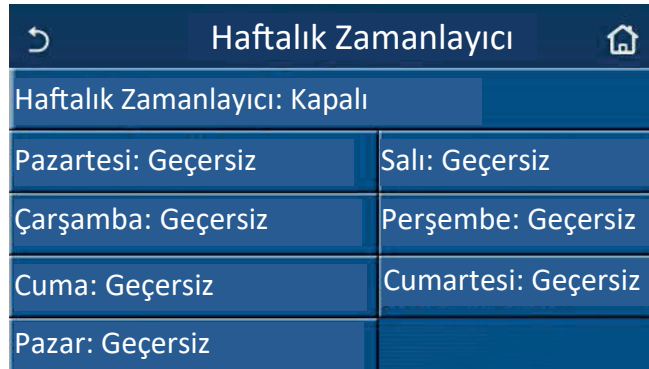 Haftalık Zamanlayıcı
Haftalık Zamanlayıcı: Kapalı
Pazartesi: Geçersiz
Salı: Geçersiz
Çarşamba: Geçersiz
Perşembe: Geçersiz
Cuma: Geçersiz
Cumartesi: Geçersiz
Pazar: Geçersiz